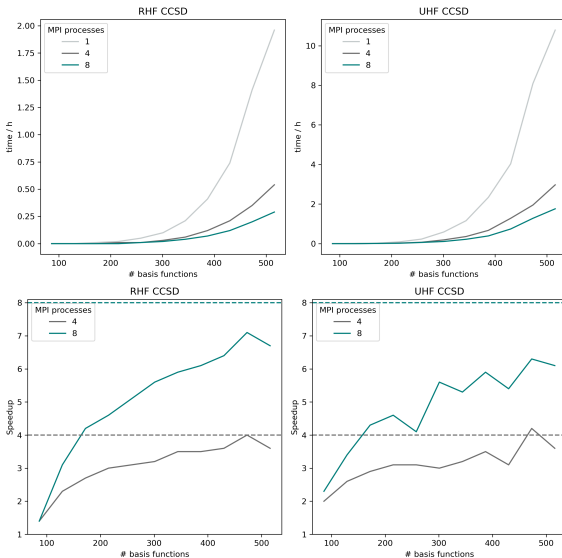 RHF CCSD
MPI processes
1
4
8
2.00
1.75
1.50
1.25
1.00
0.75
0.50
0.25
0.00
time / h
100 200 300 400 500
# basis functions
UHF CCSD
MPI processes
1
4
8
10
8
6
4
2
0
time / h
100 200 300 400 500
# basis functions
RHF CCSD
MPI processes
4
8
8
7
6
5
4
3
2
1
Speedup
100 200 300 400 500
# basis functions
UHF CCSD
MPI processes
4
8
8
7
6
5
4
3
2
1
Speedup
100 200 300 400 500
# basis functions